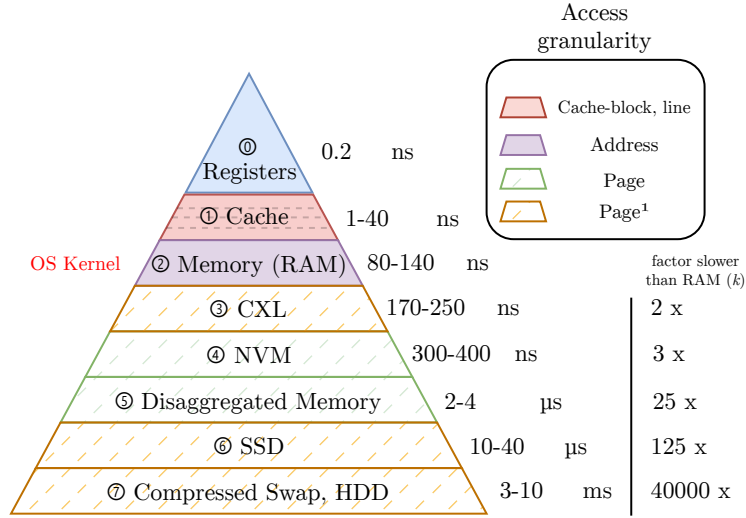 Access
granularity
Cache-block, line
Address
Page
Page¹
⓪
Registers
0.2 ns
① Cache
1-40 ns
OS Kernel
② Memory (RAM)
80-140 ns
factor slower
than RAM (k)
③ CXL
170-250 ns
2 x
④ NVM
300-400 ns
3 x
⑤ Disaggregated Memory
2-4 µs
25 x
⑥ SSD
10-40 µs
125 x
⑦ Compressed Swap, HDD
3-10 ms
40000 x